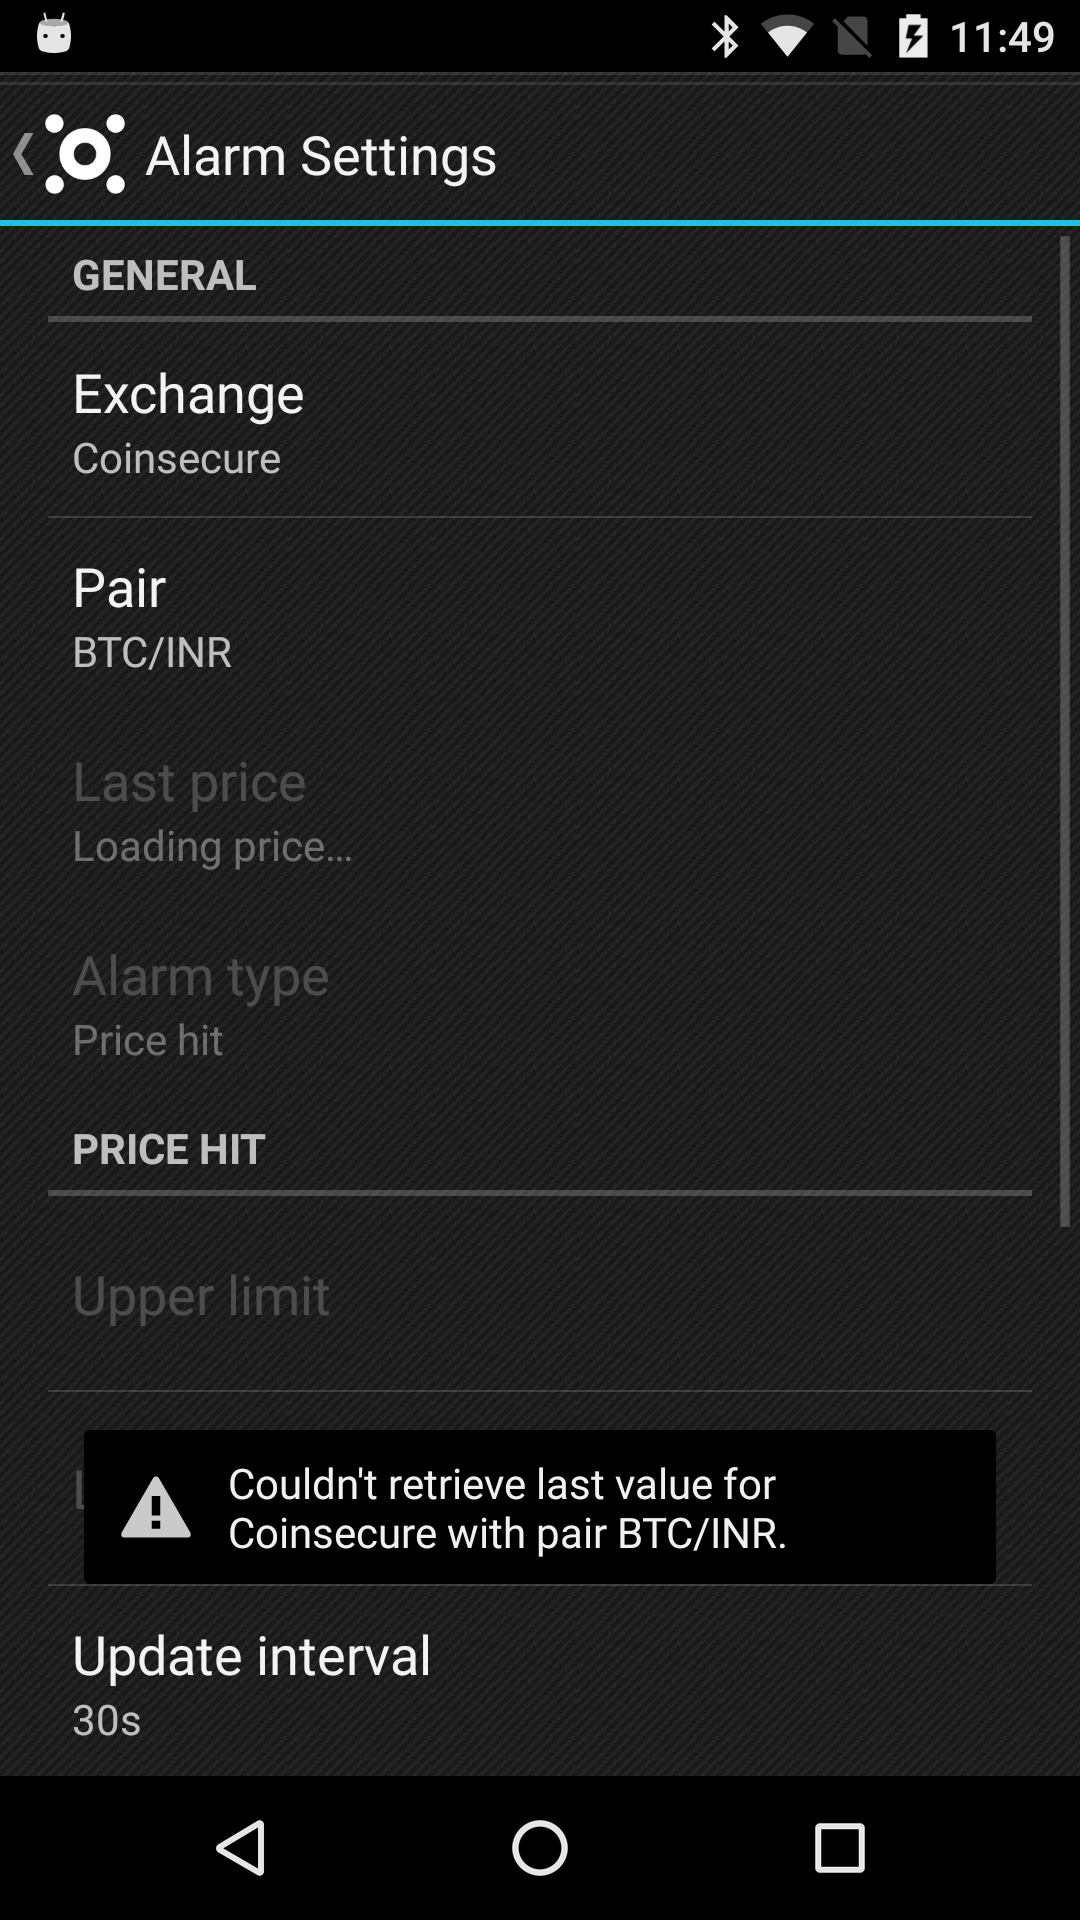 11:49
Alarm Settings
GENERAL
Exchange
Coinsecure
Pair
BTC/INR
Last price
Loading price...
Alarm type
Price hit
PRICE HIT
Upper limit
Couldn't retrieve last value for
Coinsecure with pair BTC/INR.
Update interval
30s